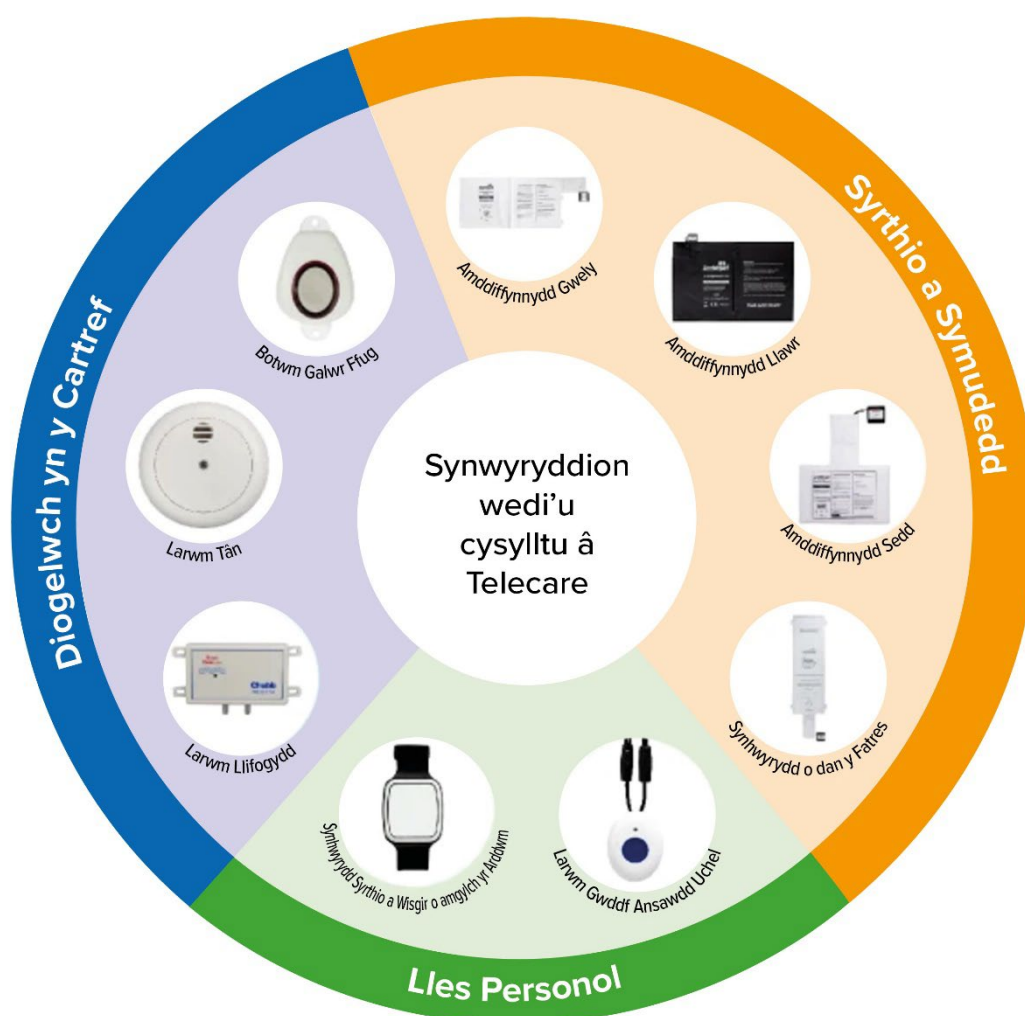 Synwyryddion
wedi’u
cysylltu â
Telecare
Syrthio a Symudedd
Amddiffynnydd Gwely
Amddiffynnydd Llawr
Amddiffynnydd Sedd
Synhwyrydd o dan y Fatres
Lles Personol
Larwm Gwddf Ansawdd Uchel
Synhwyrydd Syrthio a Wisgir o amgylch yr Arddwrn
Diogelwch yn y Cartref
Larwm Llifogydd
Chubb
Larwm Tân
Botwm Galwr Ffug